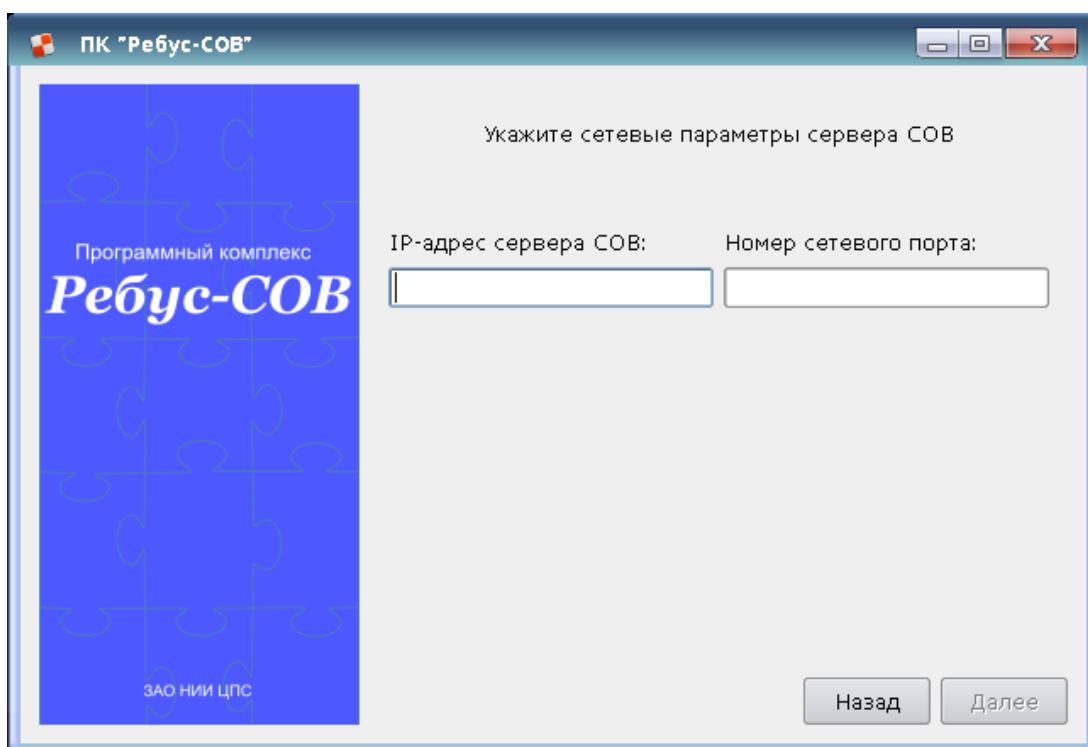 ПК "Ребус-СОВ"
Укажите сетевые параметры сервера СОВ
Программный комплекс
Ребус-СОВ
IP-адрес сервера СОВ:
Номер сетевого порта:
ЗАО НИИ ЦПС
Назад
Далее